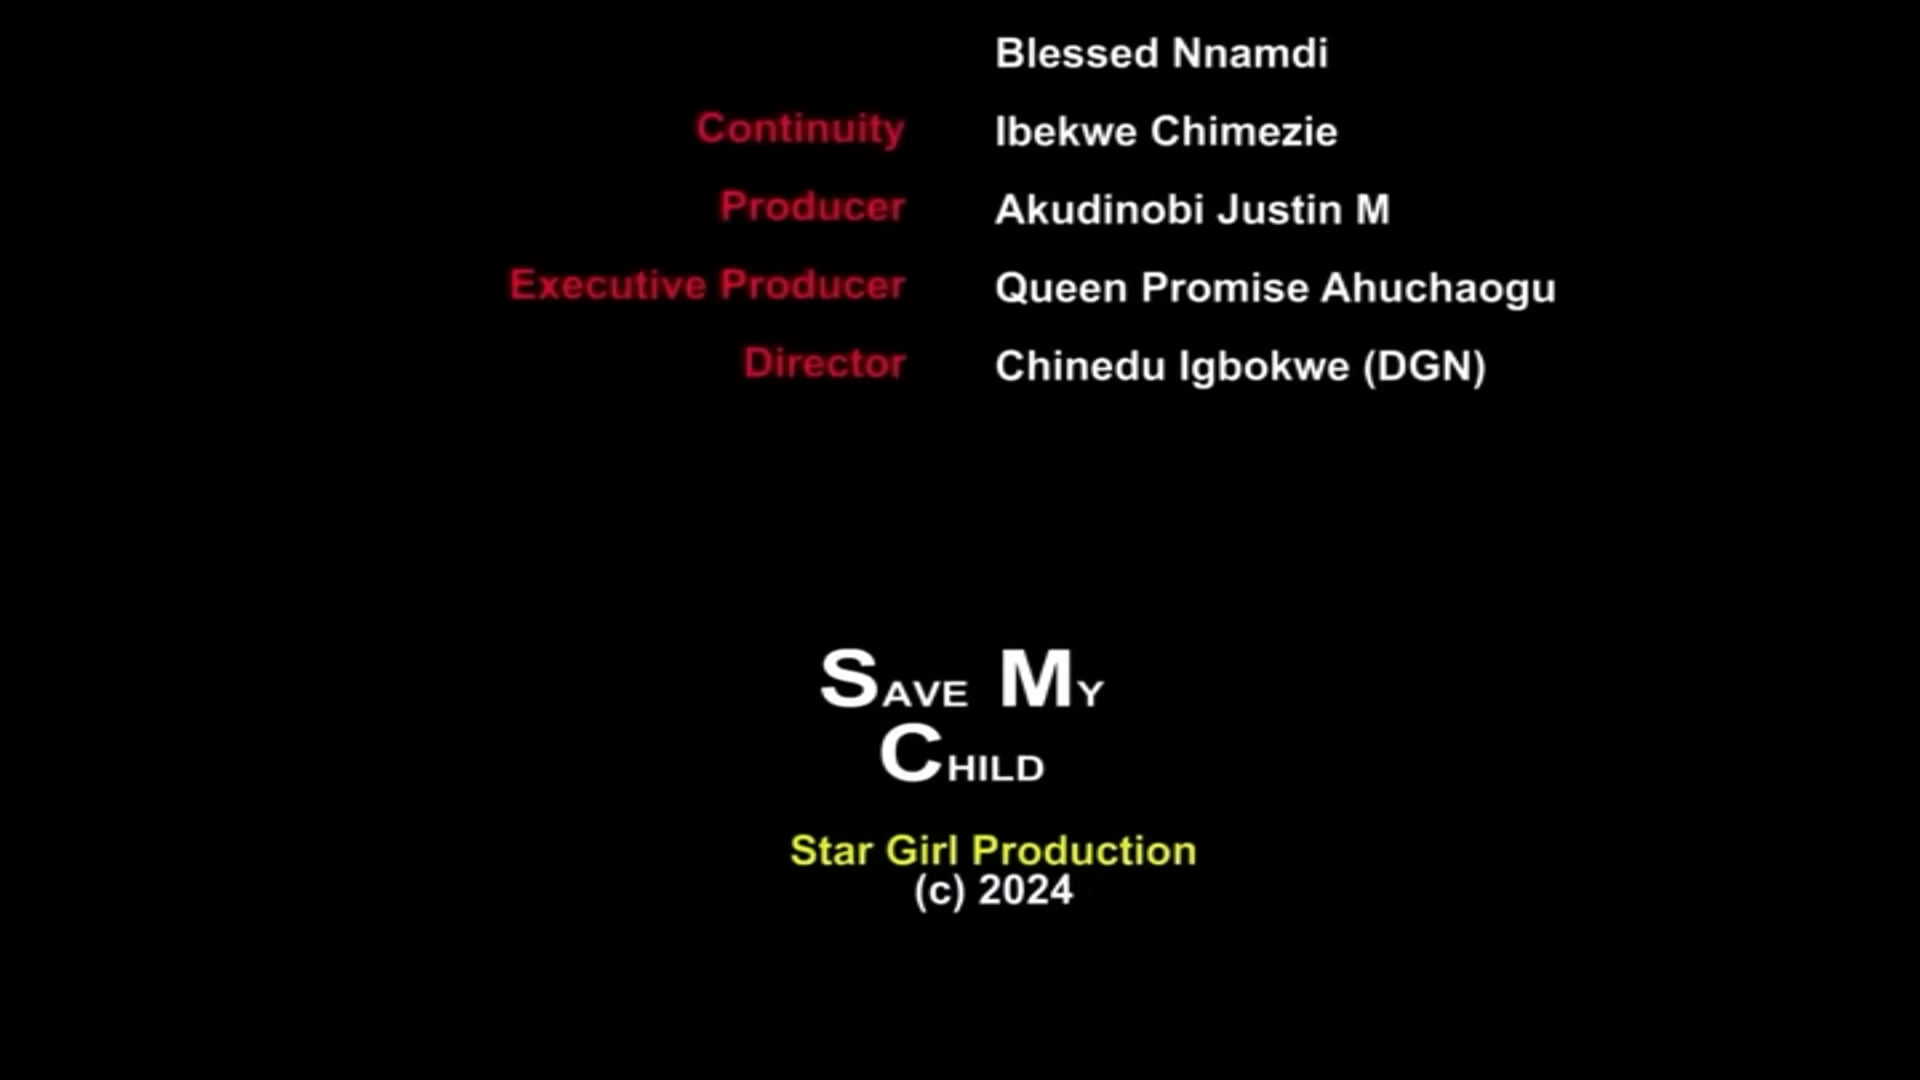 Blessed Nnamdi
Continuity Ibekwe Chimezie
Producer Akudinobi Justin M
Executive Producer Queen Promise Ahuchaogu
Director Chinedu Igbokwe (DGN)
SAVE MY
CHILD
Star Girl Production
(c) 2024